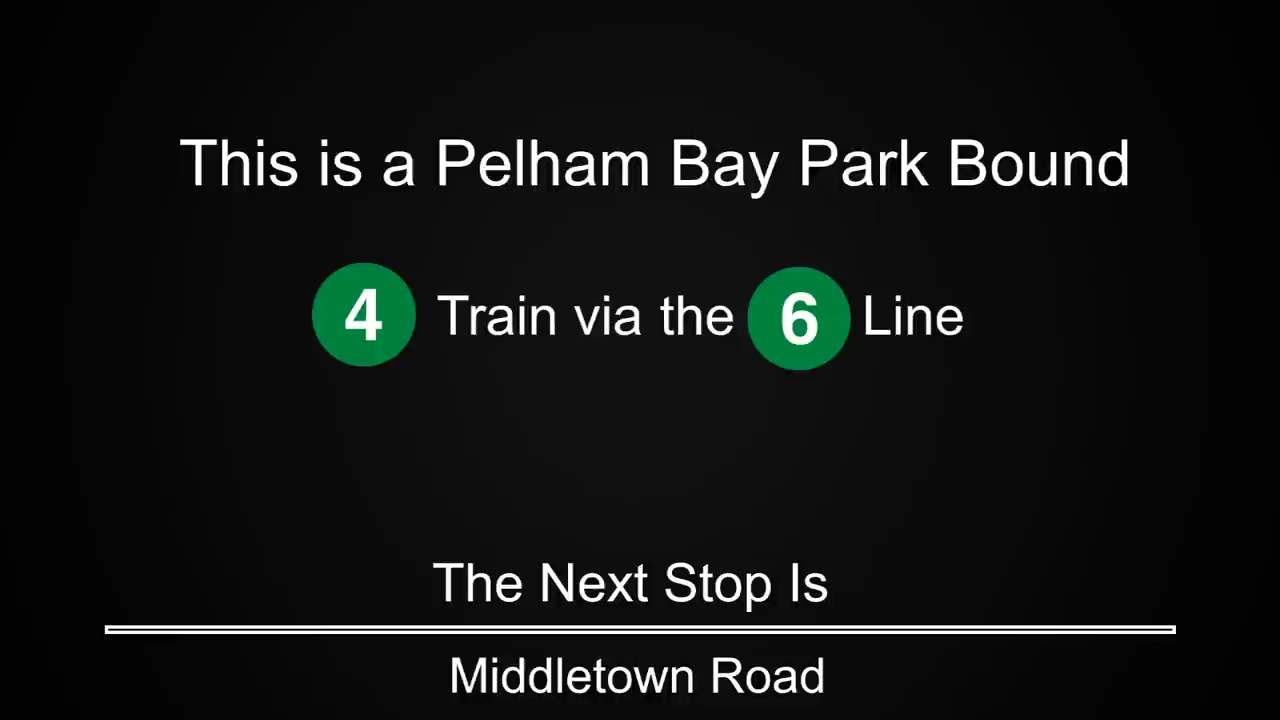 This is a Pelham Bay Park Bound
4 Train via the 6 Line
The Next Stop Is
Middletown Road